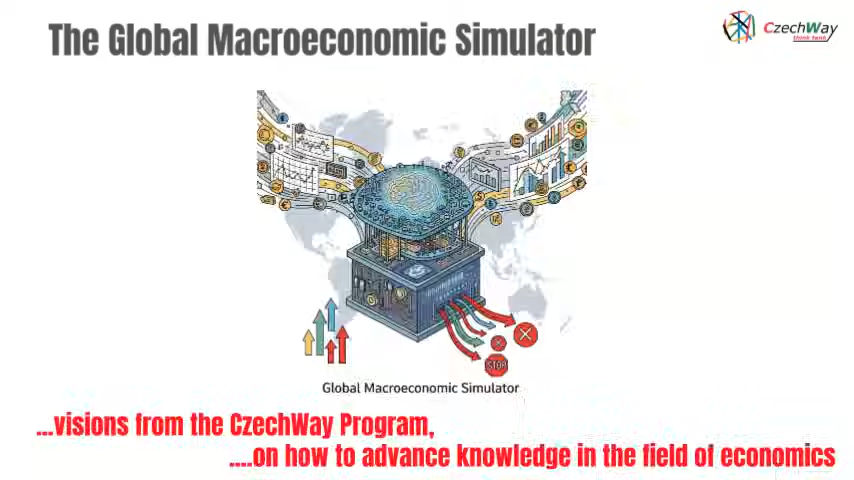 The Global Macroeconomic Simulator
CzechWay
think tank
STOP
Global Macroeconomic Simulator
...visions from the CzechWay Program,
....on how to advance knowledge in the field of economics